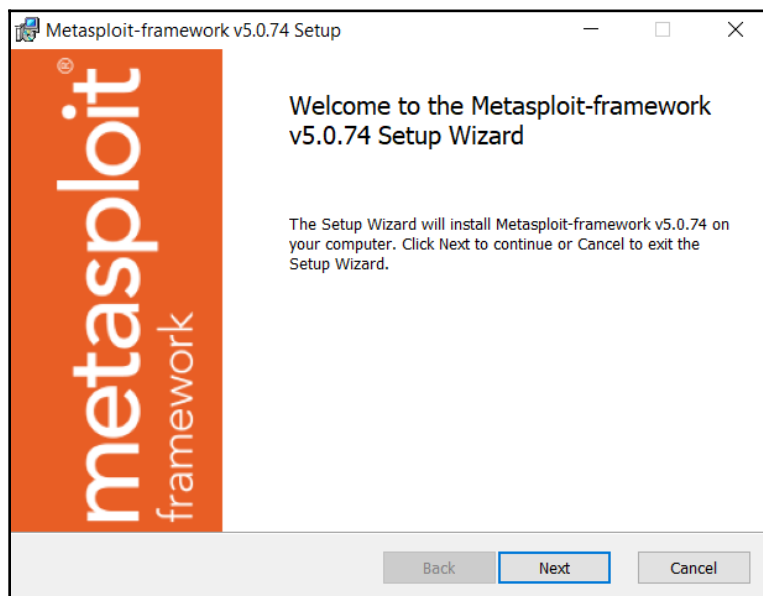 Metasploit-framework v5.0.74 Setup
metasploit®
framework
Welcome to the Metasploit-framework
v5.0.74 Setup Wizard
The Setup Wizard will install Metasploit-framework v5.0.74 on
your computer. Click Next to continue or Cancel to exit the
Setup Wizard.
Back
Next
Cancel